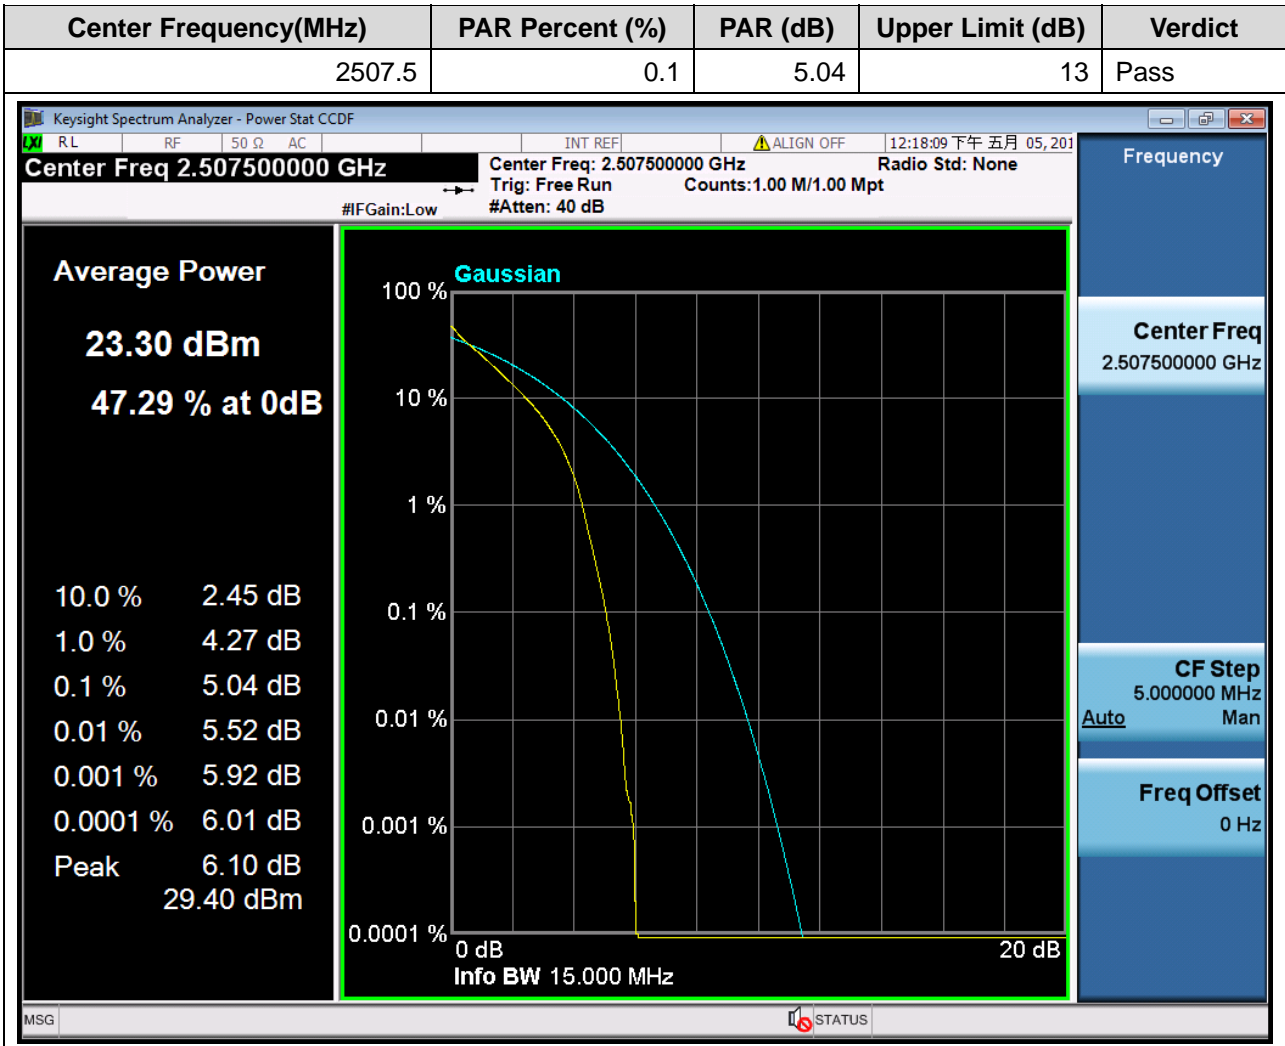 Center Frequency(MHz) PAR Percent (%) PAR (dB) Upper Limit (dB) Verdict
2507.5 0.1 5.04 13 Pass
Keysight Spectrum Analyzer - Power Stat CCDF
LXI RL RF 50 Ω AC INT REF ALIGN OFF 12:18:09 下午 五月 05, 201
Center Freq 2.507500000 GHz
Center Freq: 2.507500000 GHz Radio Std: None
Trig: Free Run Counts:1.00 M/1.00 Mpt
#IFGain:Low #Atten: 40 dB
Frequency
Average Power
23.30 dBm
47.29 % at 0dB
10.0 % 2.45 dB
1.0 % 4.27 dB
0.1 % 5.04 dB
0.01 % 5.52 dB
0.001 % 5.92 dB
0.0001 % 6.01 dB
Peak 6.10 dB
29.40 dBm
Gaussian
100 %
10 %
1 %
0.1 %
0.01 %
0.001 %
0.0001 %
0 dB 20 dB
Info BW 15.000 MHz
Center Freq
2.507500000 GHz
CF Step
5.000000 MHz
Auto Man
Freq Offset
0 Hz
MSG STATUS